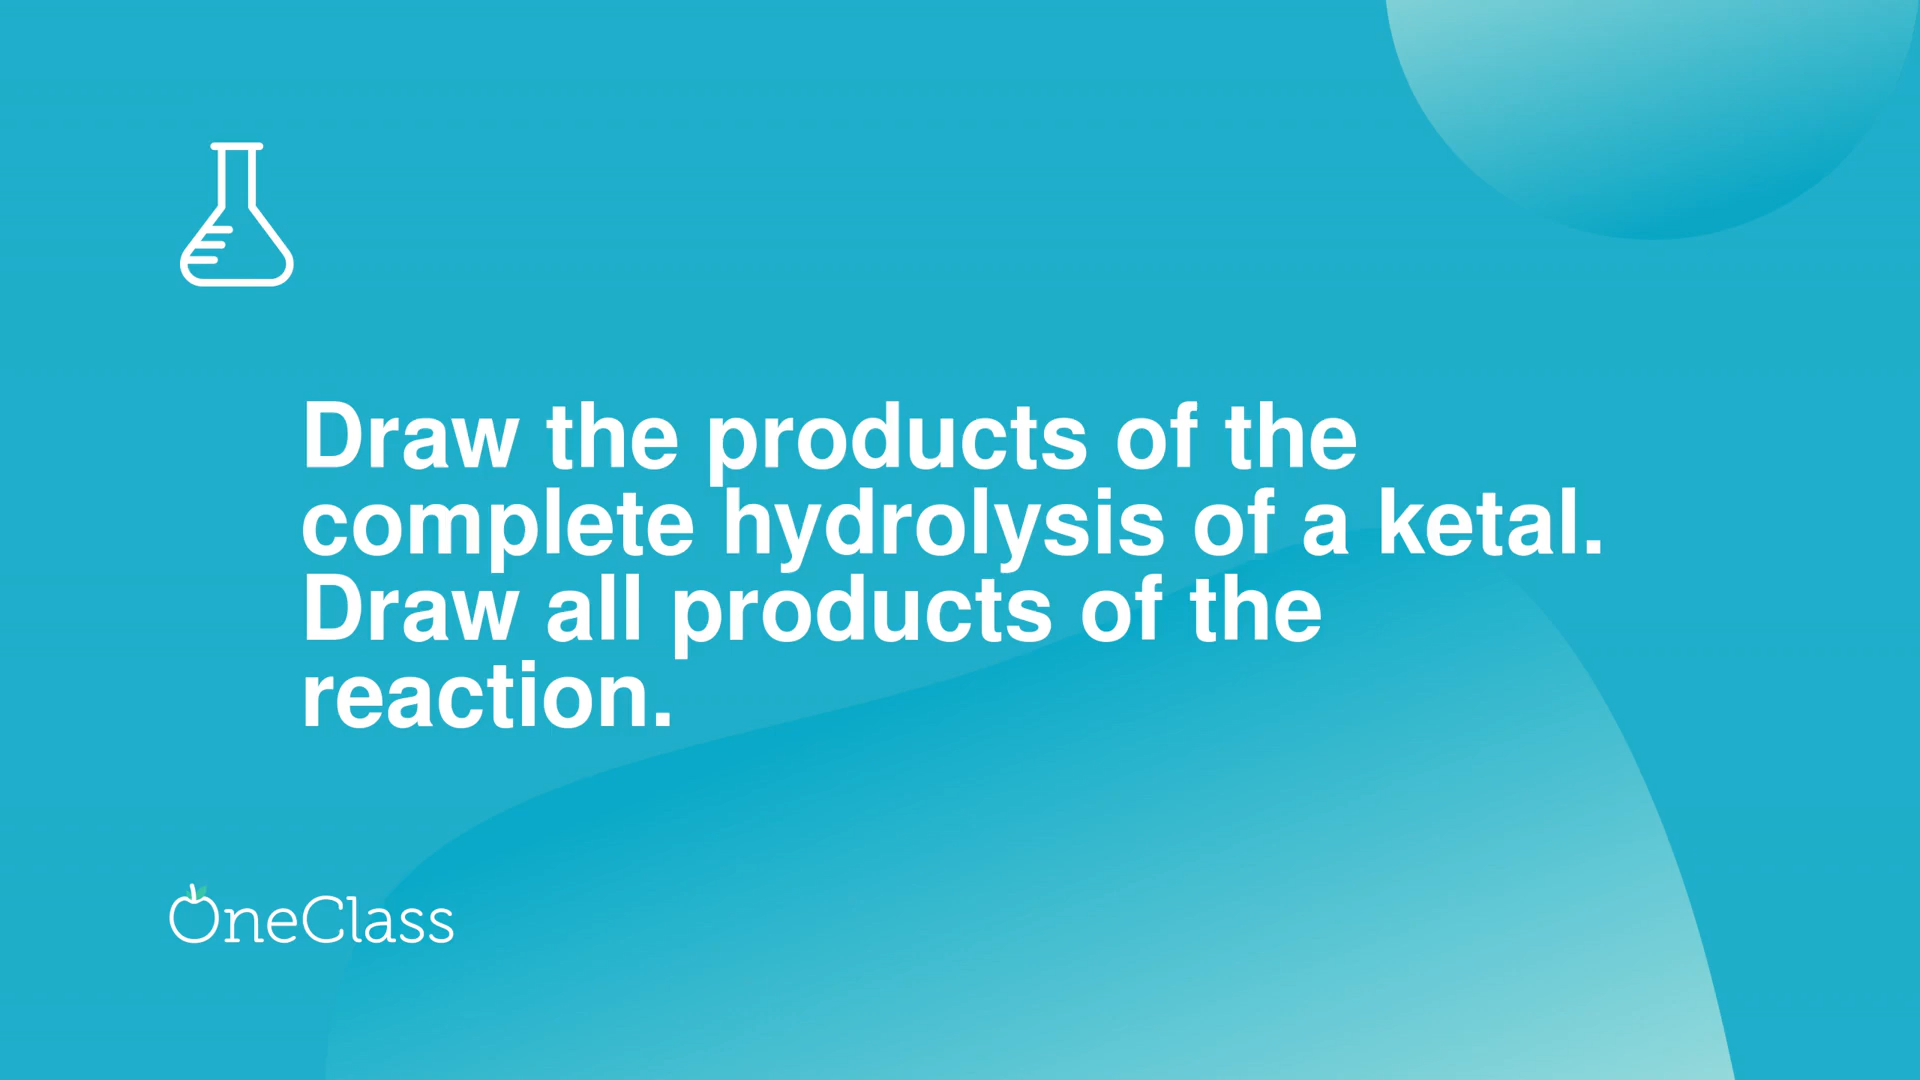 Draw the products of the
complete hydrolysis of a ketal.
Draw all products of the
reaction.
OneClass